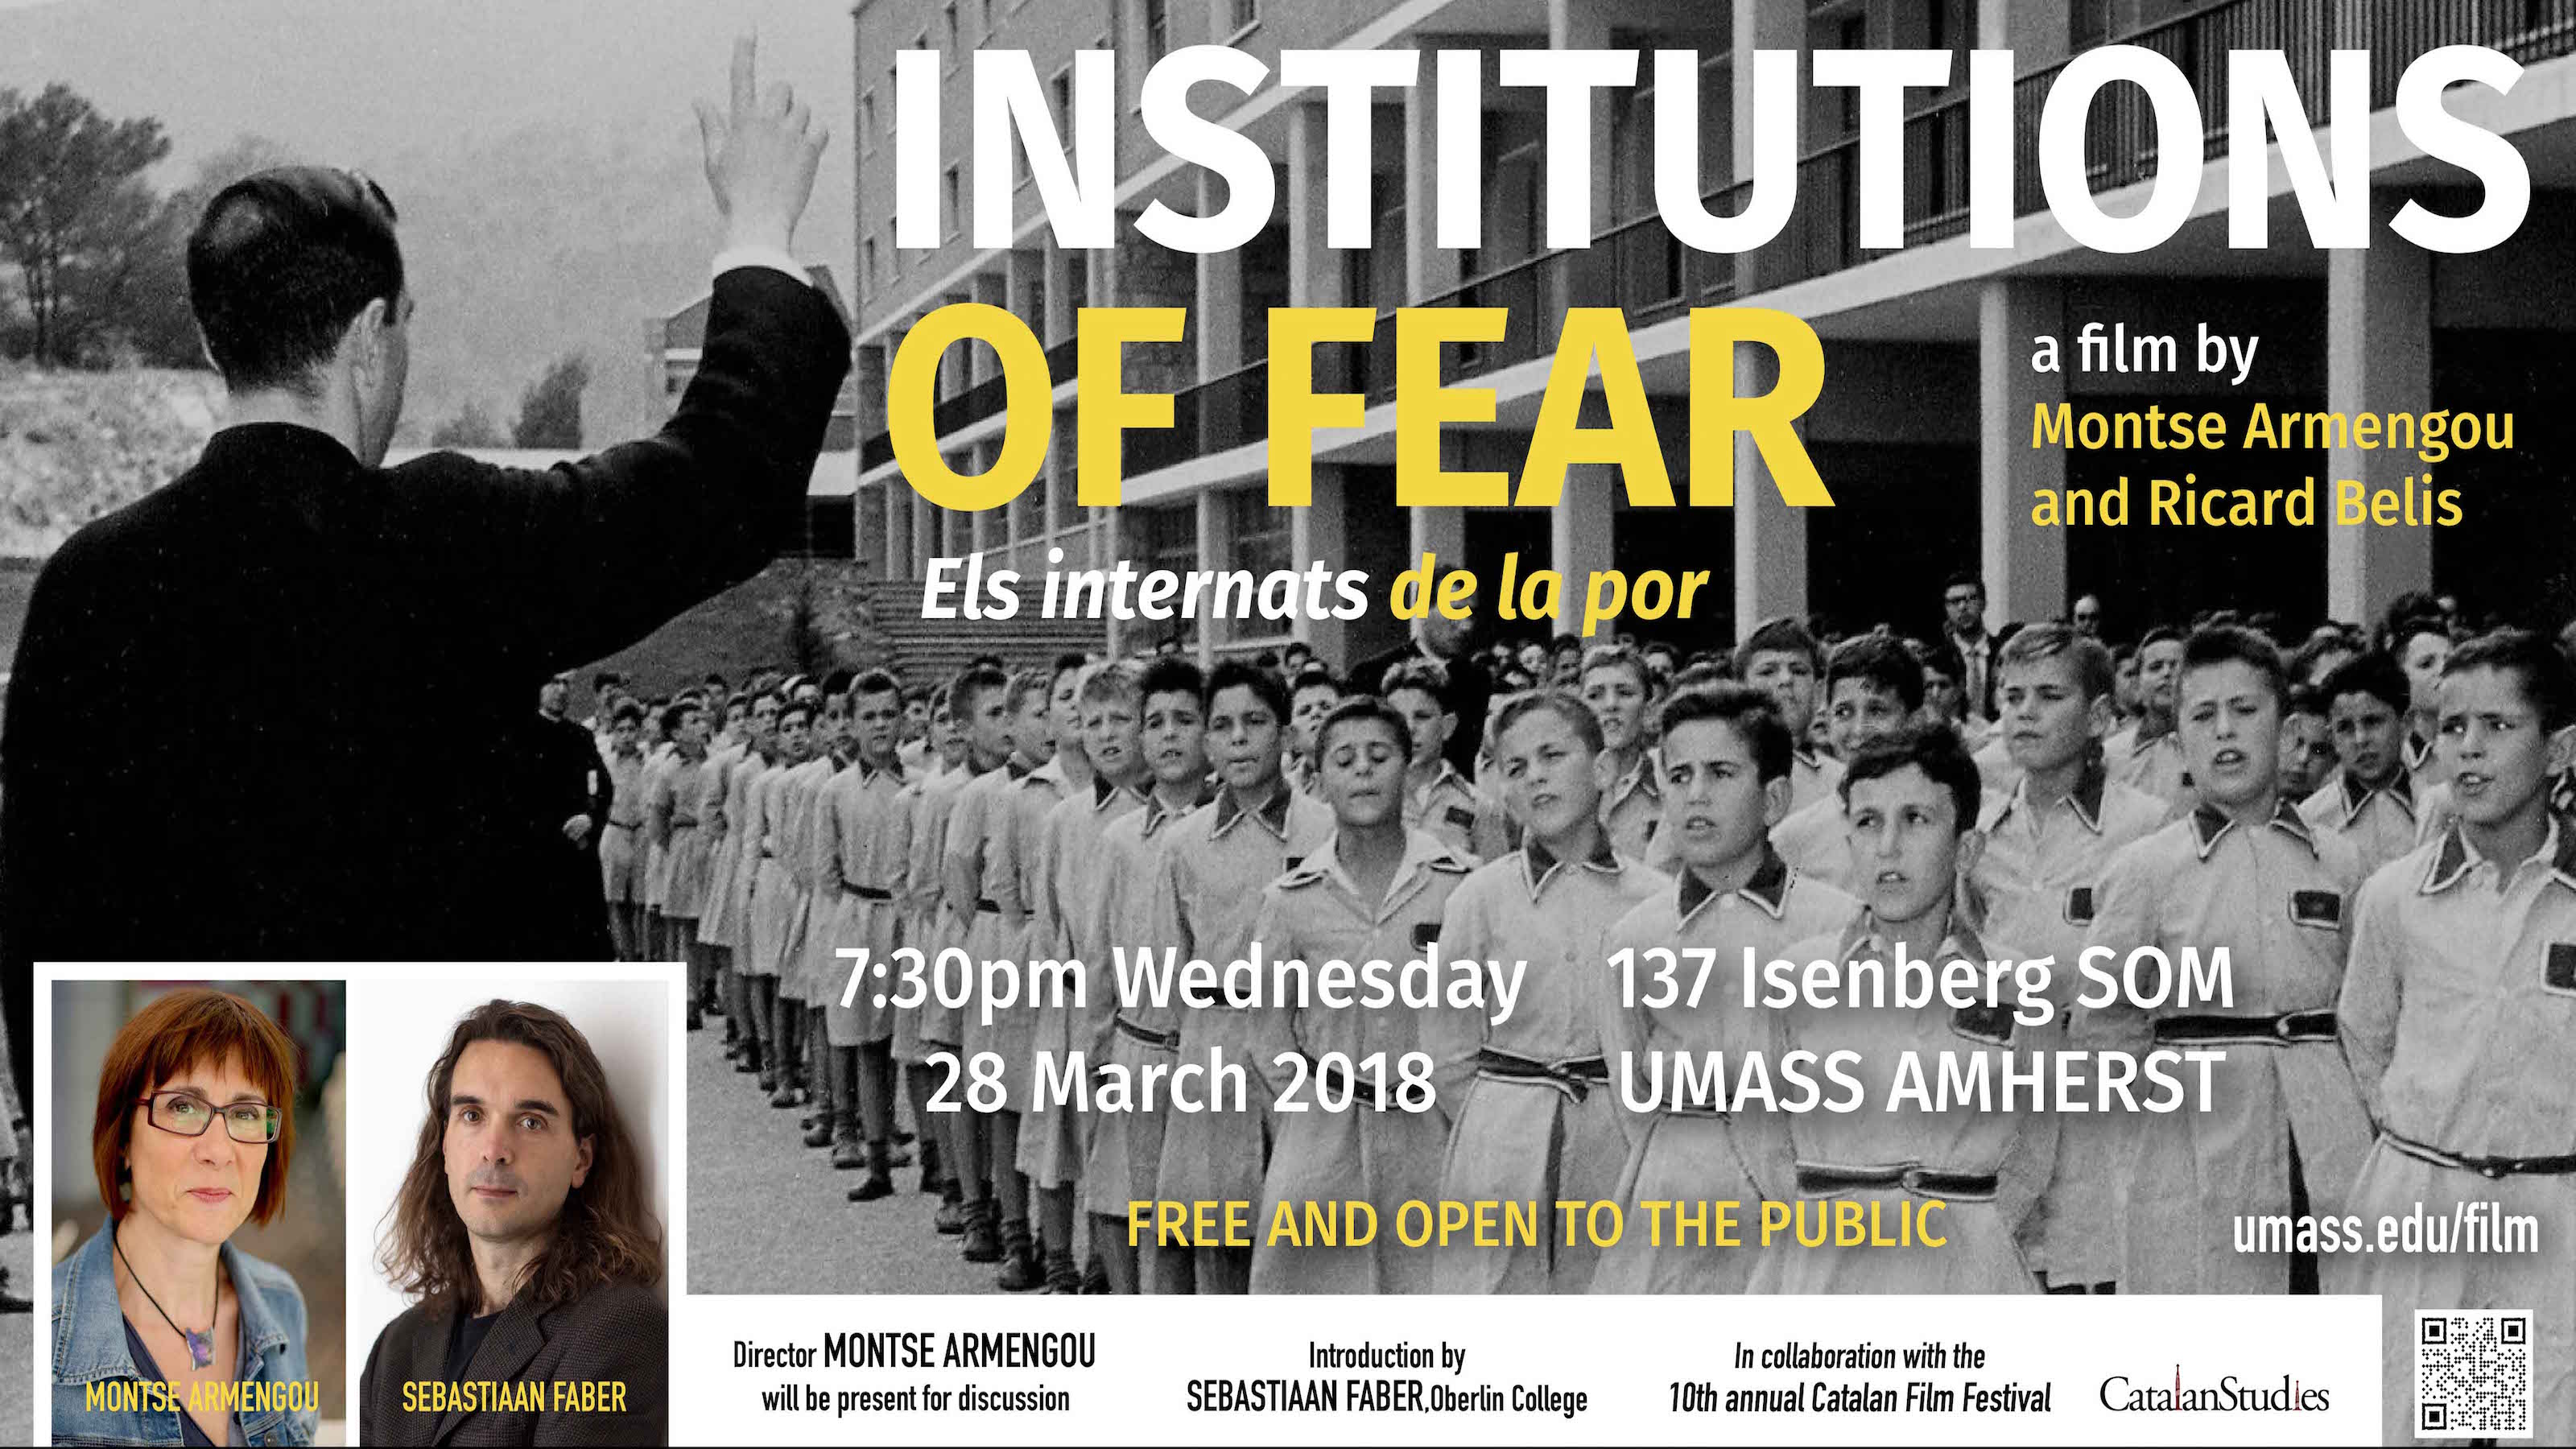 INSTITUTIONS
OF FEAR
Els internats de la por
a film by
Montse Armengou
and Ricard Belis
7:30pm Wednesday
28 March 2018
137 Isenberg SOM
UMASS AMHERST
FREE AND OPEN TO THE PUBLIC
umass.edu/film
MONTSE ARMENGOU
SEBASTIAAN FABER
Director MONTSE ARMENGOU
will be present for discussion
Introduction by
SEBASTIAAN FABER,Oberlin College
In collaboration with the
10th annual Catalan Film Festival
CatalanStudies